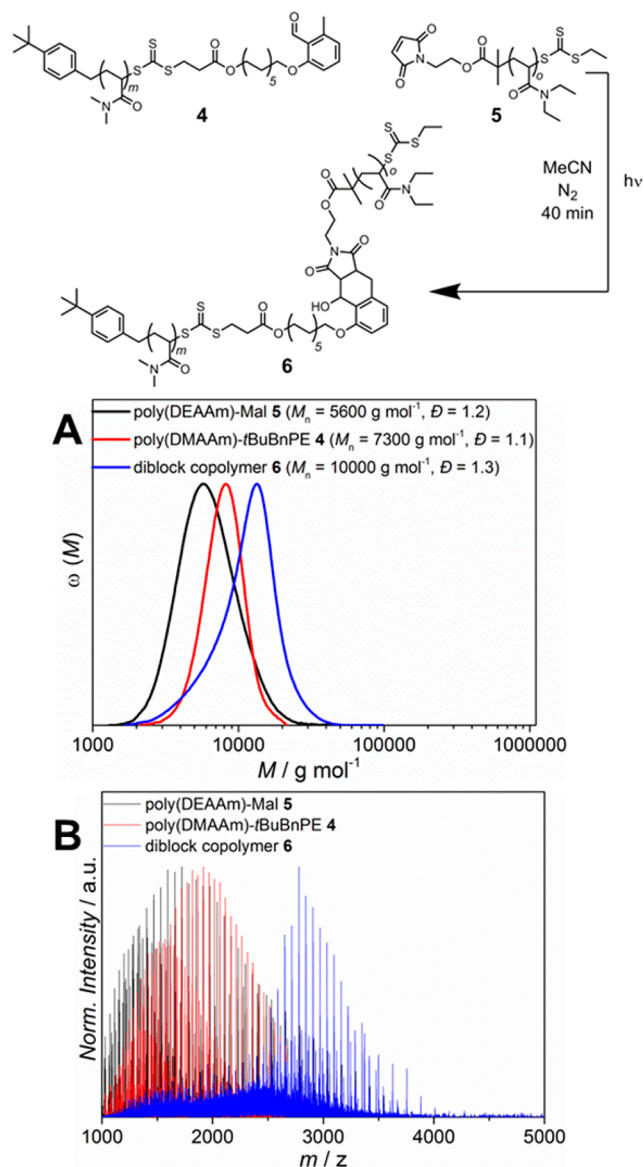 O
N
O
m
S
S
S
O
O
5
O
O
4
O
N
O
O
O
o
N
O
S
S
S
5
MeCN
N2
40 min
hν
O
O
o
N
O
S
S
S
O
N
O
HO
N
O
m
S
S
S
O
O
5
O
6
A
poly(DEAAm)-Mal 5 (Mn = 5600 g mol-1, Đ = 1.2)
poly(DMAAm)-tBuBnPE 4 (Mn = 7300 g mol-1, Đ = 1.1)
diblock copolymer 6 (Mn = 10000 g mol-1, Đ = 1.3)
ω (M)
1000 10000 100000 1000000
M / g mol-1
B
poly(DEAAm)-Mal 5
poly(DMAAm)-tBuBnPE 4
diblock copolymer 6
Norm. Intensity / a.u.
1000 2000 3000 4000 5000
m / z